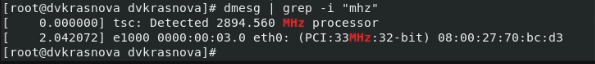 [root@dvkrasnova dvkrasnova]# dmesg | grep -i "mhz"
[    0.000000] tsc: Detected 2894.560 MHz processor
[    2.042072] e1000 0000:00:03.0 eth0: (PCI:33MHz:32-bit) 08:00:27:70:bc:d3
[root@dvkrasnova dvkrasnova]#